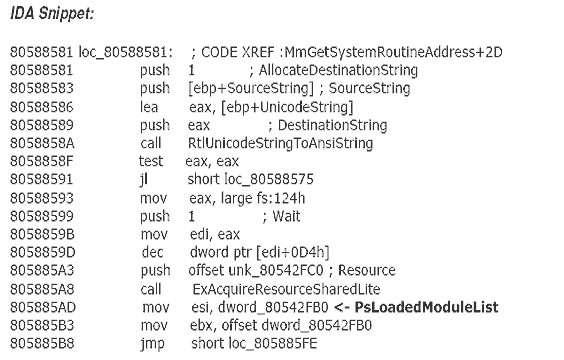 IDA Snippet:
80588581 loc_80588581: ; CODE XREF :MmGetSystemRoutineAddress+2D
80588581 push 1 ; AllocateDestinationString
80588583 push [ebp+SourceString] ; SourceString
80588586 lea eax, [ebp+UnicodeString]
80588589 push eax ; DestinationString
8058858A call RtlUnicodeStringToAnsiString
8058858F test eax, eax
80588591 jl short loc_80588575
80588593 mov eax, large fs:124h
80588599 push 1 ; Wait
8058859B mov edi, eax
8058859D dec dword ptr [edi+0D4h]
805885A3 push offset unk_80542FC0 ; Resource
805885A8 call ExAcquireResourceSharedLite
805885AD mov esi, dword_80542FB0 <- PsLoadedModuleList
805885B3 mov ebx, offset dword_80542FB0
805885B8 jmp short loc_805885FE